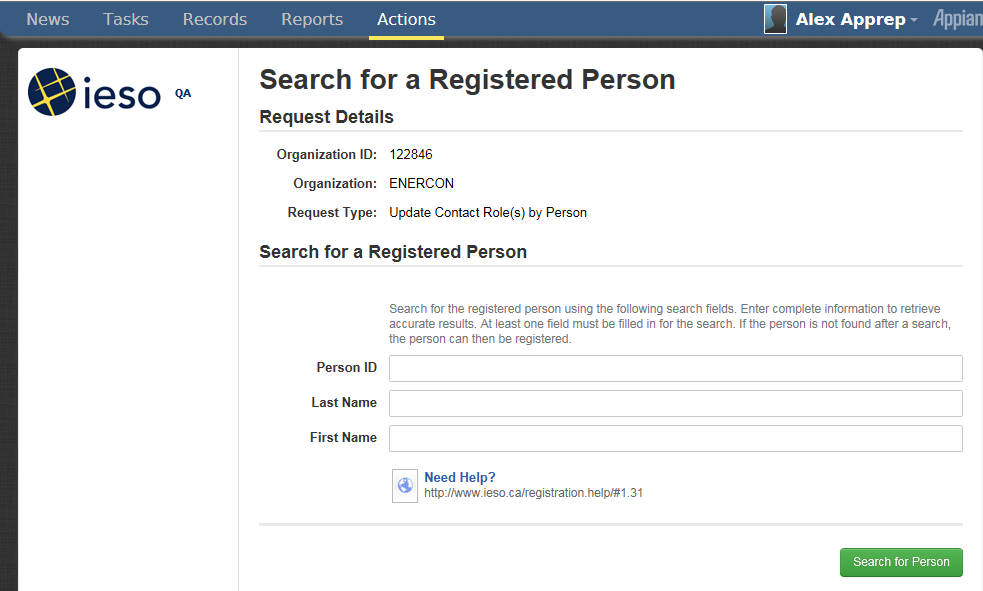 News Tasks Records Reports Actions Alex Apprep Appian
ieso QA
Search for a Registered Person
Request Details
Organization ID: 122846
Organization: ENERCON
Request Type: Update Contact Role(s) by Person
Search for a Registered Person
Search for the registered person using the following search fields. Enter complete information to retrieve
accurate results. At least one field must be filled in for the search. If the person is not found after a search,
the person can then be registered.
Person ID
Last Name
First Name
Need Help?
http://www.ieso.ca/registration.help/#1.31
Search for Person